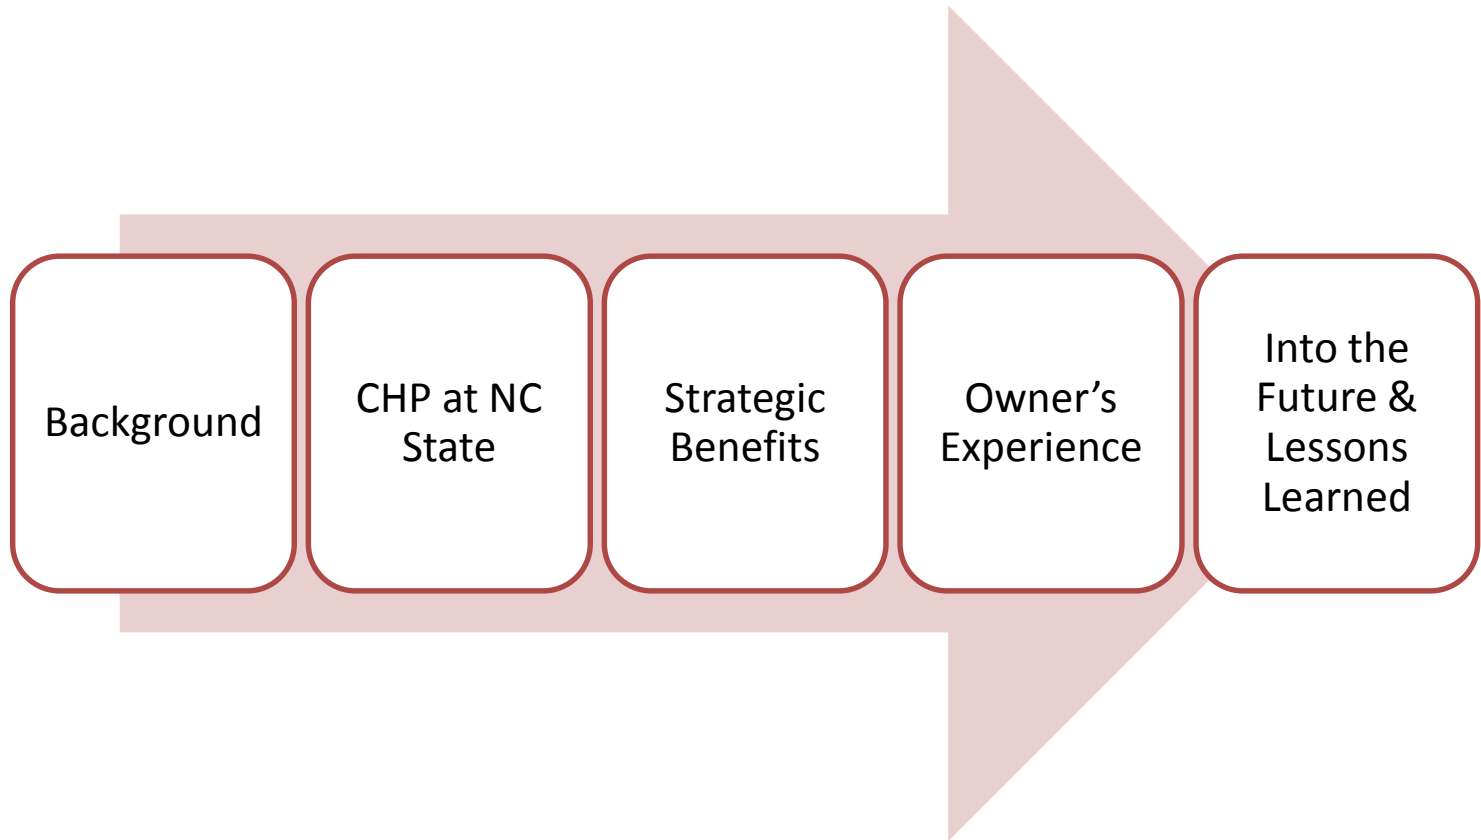 Background
CHP at NC
State
Strategic
Benefits
Owner’s
Experience
Into the
Future &
Lessons
Learned